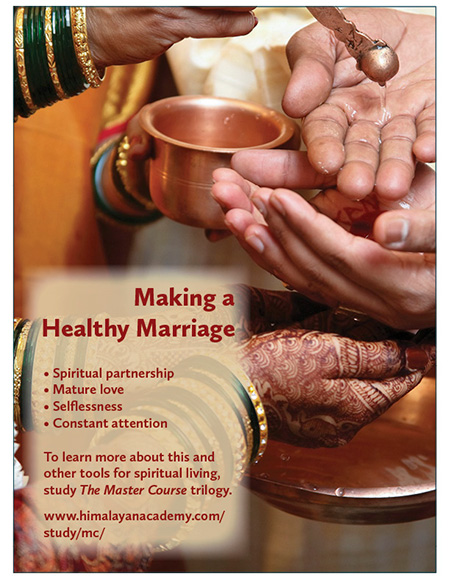 Making a
Healthy Marriage
• Spiritual partnership
• Mature love
• Selflessness
• Constant attention
To learn more about this and
other tools for spiritual living,
study The Master Course trilogy.
www.himalayanacademy.com/
study/mc/